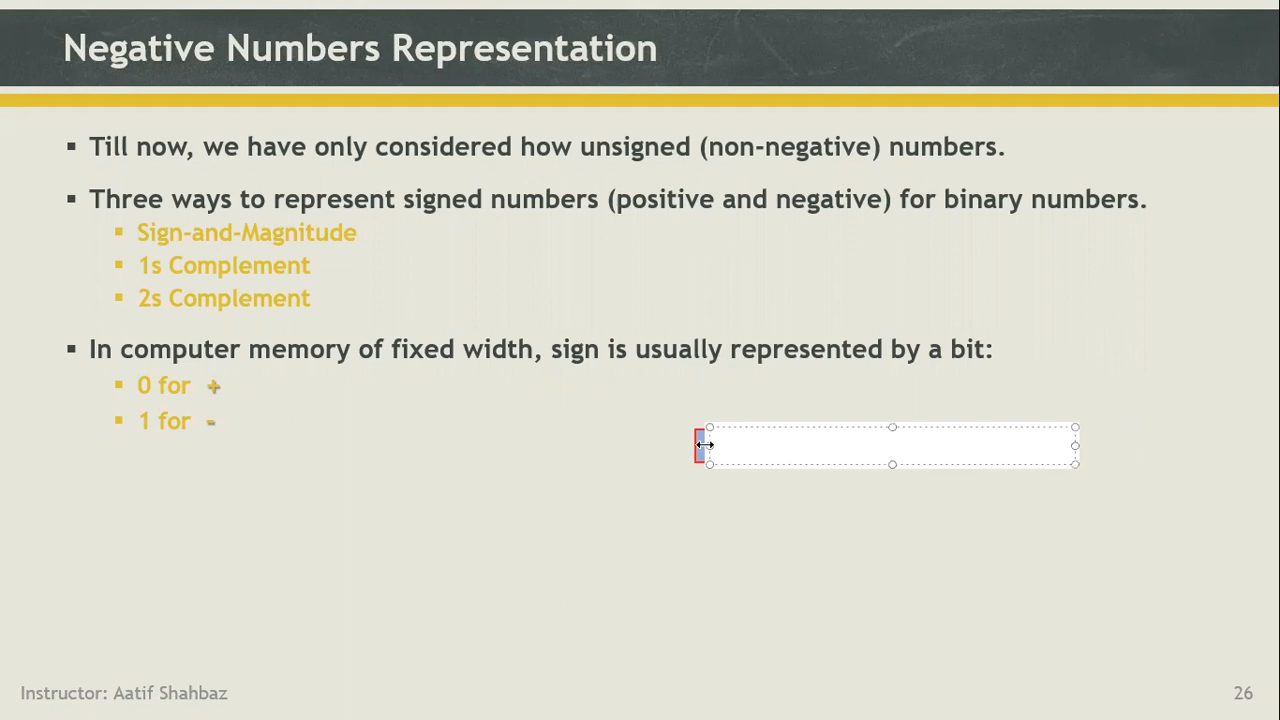 Negative Numbers Representation
▪ Till now, we have only considered how unsigned (non-negative) numbers.
▪ Three ways to represent signed numbers (positive and negative) for binary numbers.
▪ Sign-and-Magnitude
▪ 1s Complement
▪ 2s Complement
▪ In computer memory of fixed width, sign is usually represented by a bit:
▪ 0 for +
▪ 1 for -
Instructor: Aatif Shahbaz
26